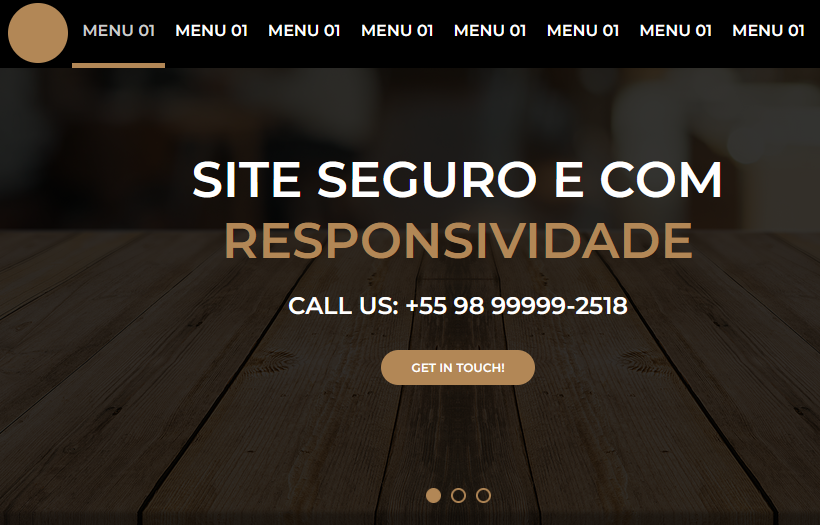 MENU 01 MENU 01 MENU 01 MENU 01 MENU 01 MENU 01 MENU 01 MENU 01
SITE SEGURO E COM
RESPONSIVIDADE
CALL US: +55 98 99999-2518
GET IN TOUCH!